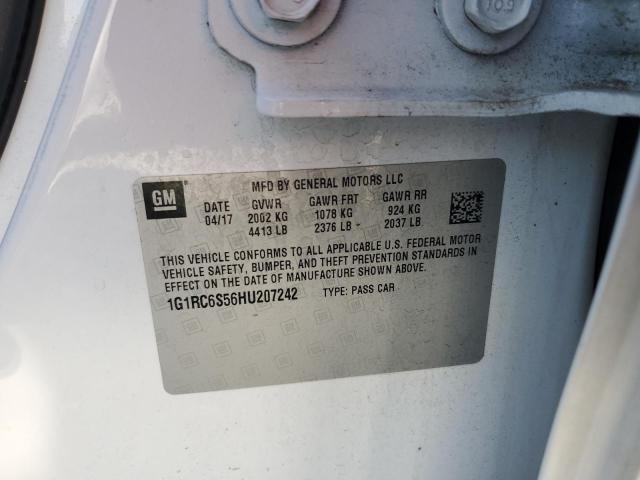 10.9
GM
MFD BY GENERAL MOTORS LLC
DATE GVWR GAWR FRT GAWR RR
04/17 2002 KG 1078 KG 924 KG
4413 LB 2376 LB 2037 LB
THIS VEHICLE CONFORMS TO ALL APPLICABLE U.S. FEDERAL MOTOR
VEHICLE SAFETY, BUMPER, AND THEFT PREVENTION STANDARDS IN
EFFECT ON THE DATE OF MANUFACTURE SHOWN ABOVE.
1G1RC6S56HU207242 TYPE: PASS CAR